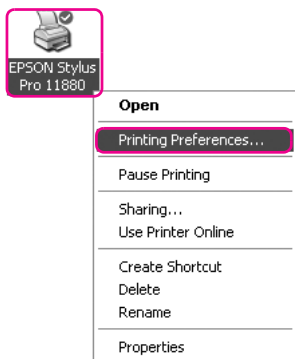 EPSON Stylus
Pro 11880
Open
Printing Preferences...
Pause Printing
Sharing...
Use Printer Online
Create Shortcut
Delete
Rename
Properties